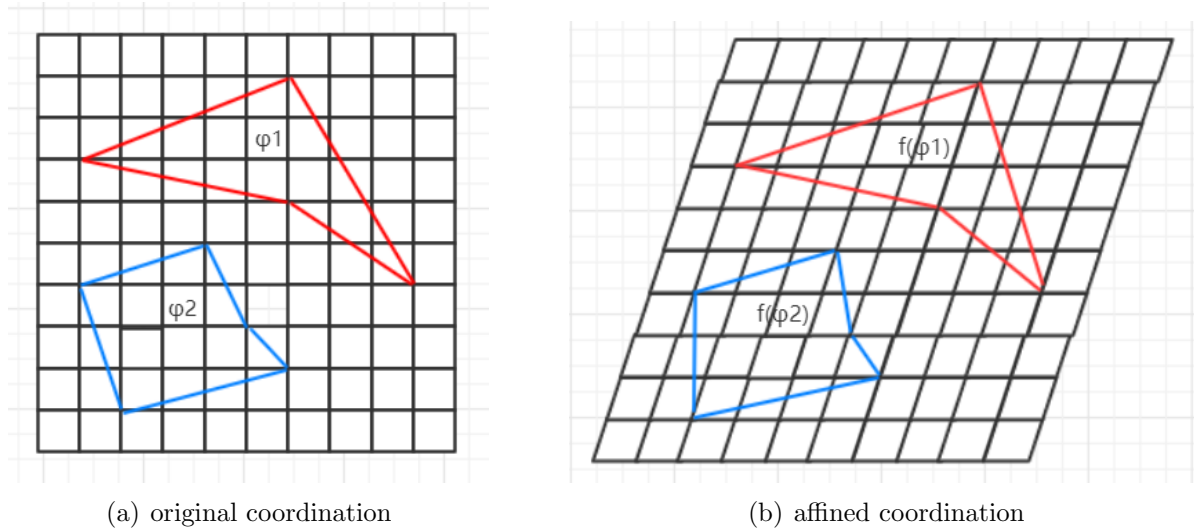 φ1
f(φ1)
φ2
f(φ2)
(a) original coordination
(b) affined coordination